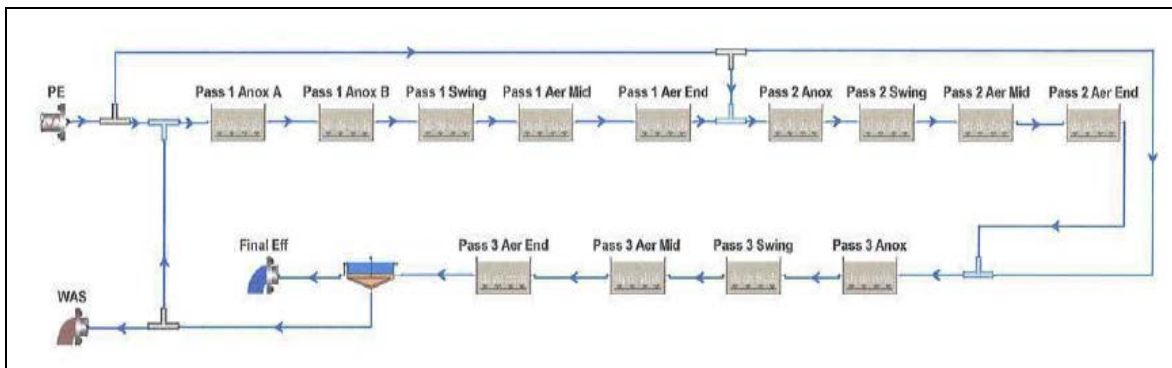 PE
Pass 1 Anox A
Pass 1 Anox B
Pass 1 Swing
Pass 1 Aer Mid
Pass 1 Aer End
Pass 2 Anox
Pass 2 Swing
Pass 2 Aer Mid
Pass 2 Aer End
Final Eff
Pass 3 Aer End
Pass 3 Aer Mid
Pass 3 Swing
Pass 3 Anox
WAS